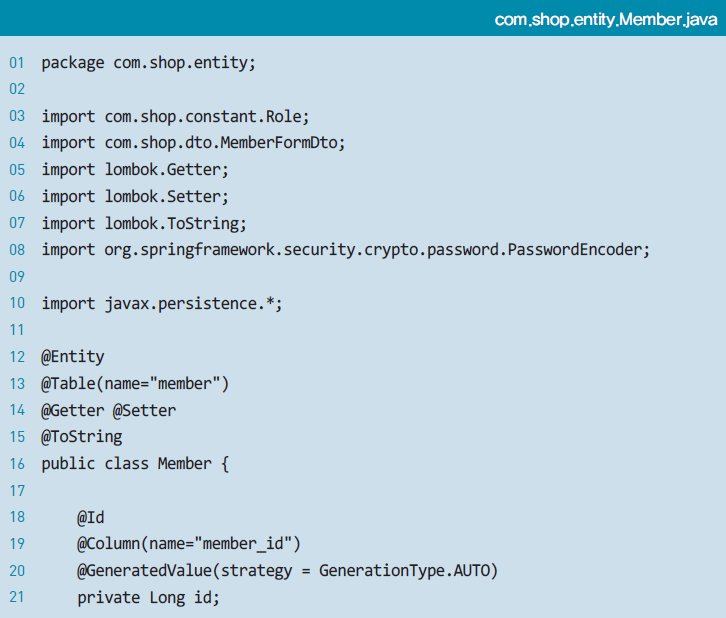 com.shop.entity.Member.java
01 package com.shop.entity;
02
03 import com.shop.constant.Role;
04 import com.shop.dto.MemberFormDto;
05 import lombok.Getter;
06 import lombok.Setter;
07 import lombok.ToString;
08 import org.springframework.security.crypto.password.PasswordEncoder;
09
10 import javax.persistence.*;
11
12 @Entity
13 @Table(name="member")
14 @Getter @Setter
15 @ToString
16 public class Member {
17
18     @Id
19     @Column(name="member_id")
20     @GeneratedValue(strategy = GenerationType.AUTO)
21     private Long id;